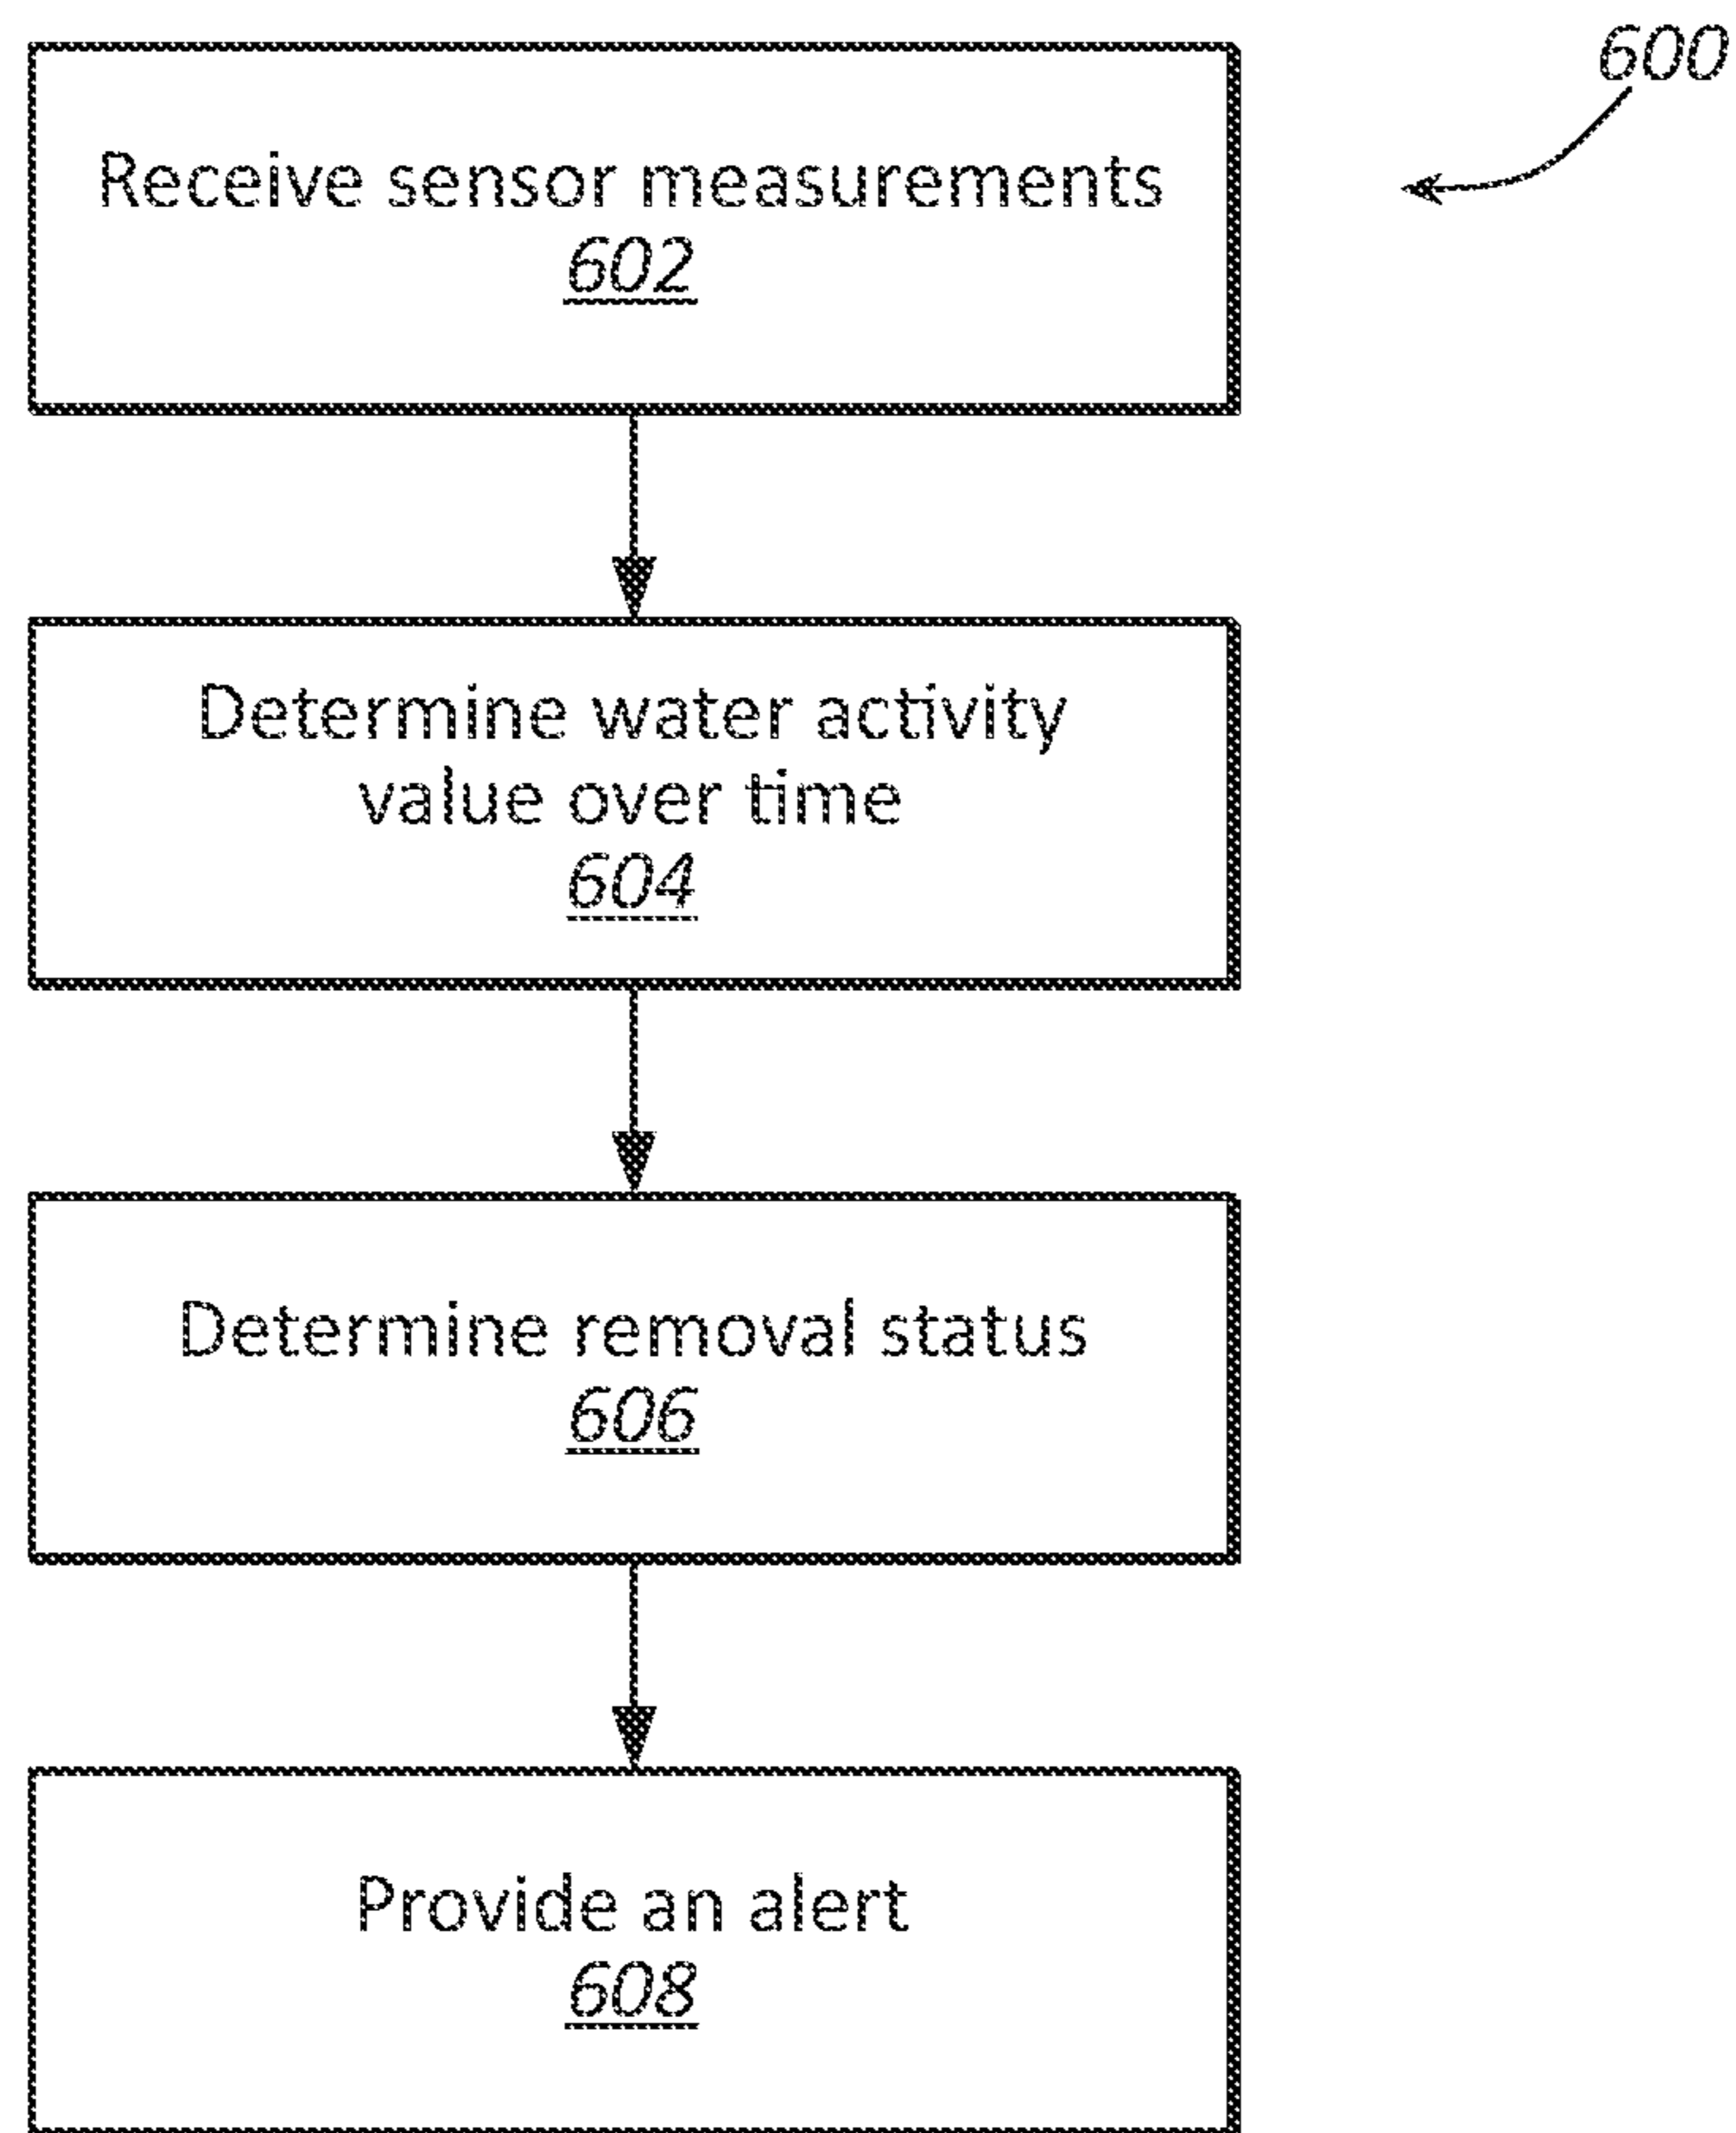 600
Receive sensor measurements
602
Determine water activity
value over time
604
Determine removal status
606
Provide an alert
608